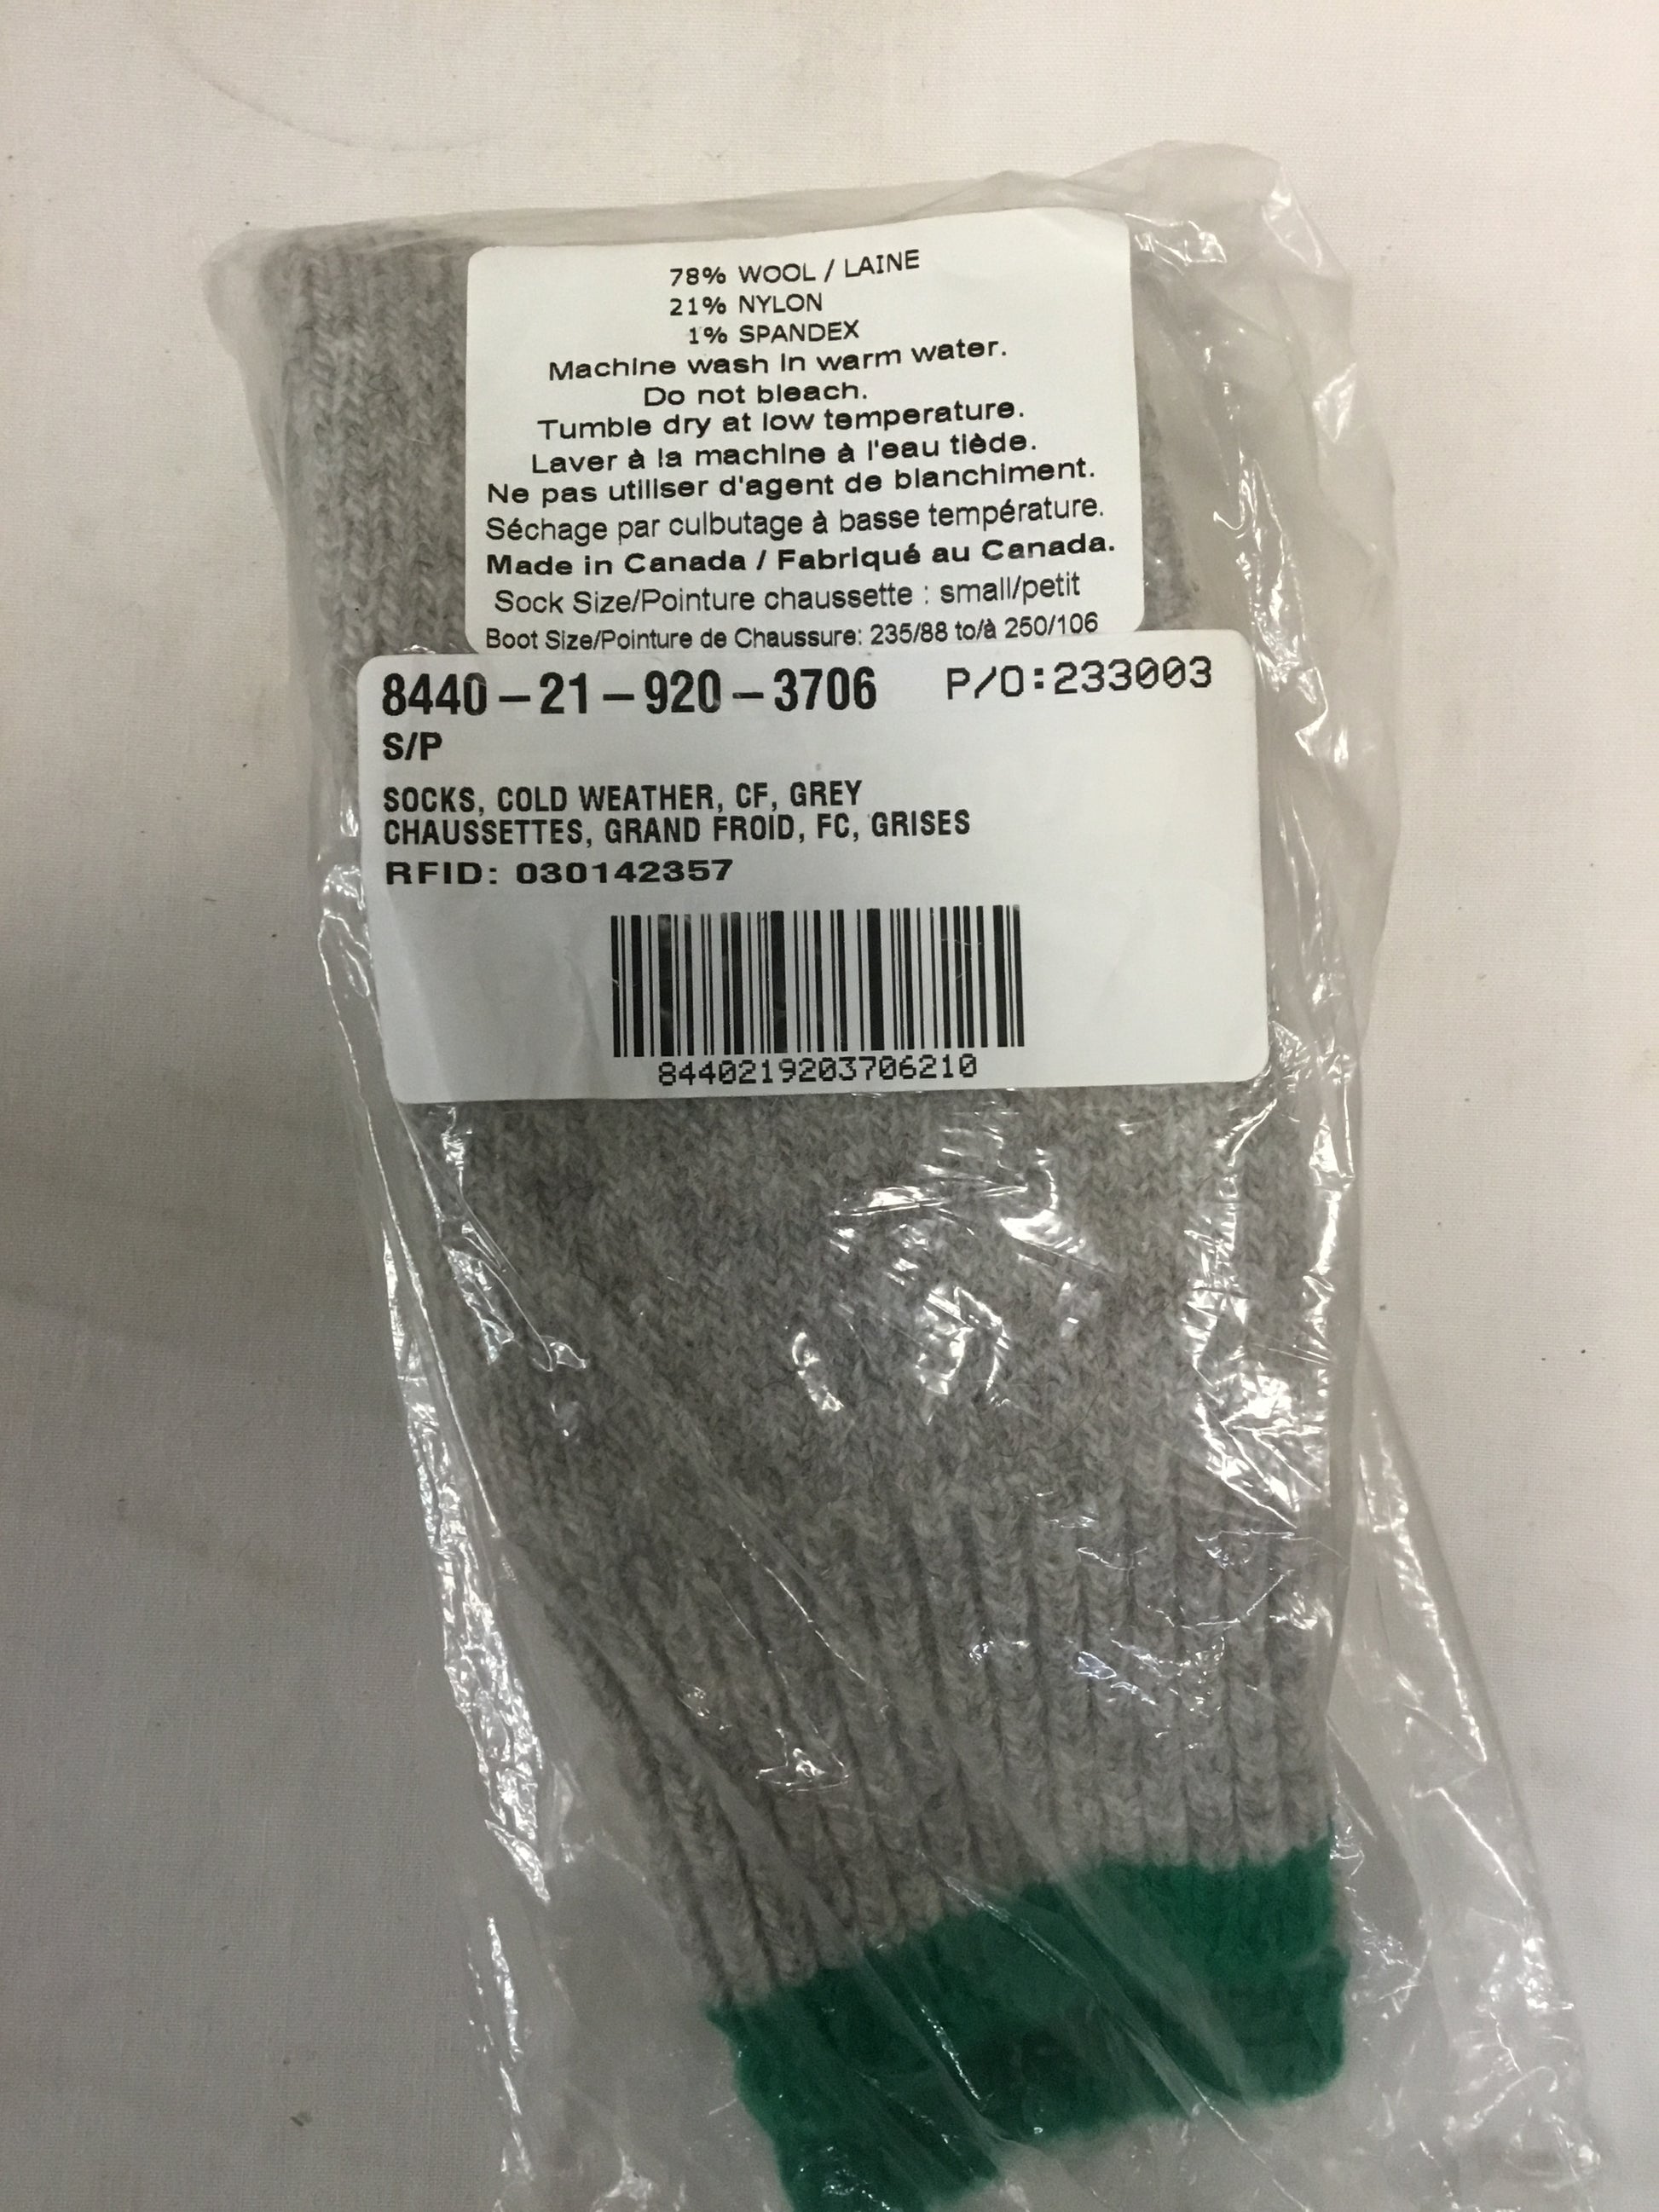 78% WOOL / LAINE
21% NYLON
1% SPANDEX
Machine wash in warm water.
Do not bleach.
Tumble dry at low temperature.
Laver à la machine à l'eau tiède.
Ne pas utiliser d'agent de blanchiment.
Séchage par culbutage à basse température.
Made in Canada / Fabriqué au Canada.
Sock Size/Pointure chaussette : small/petit
Boot Size/Pointure de Chaussure: 235/88 to/à 250/106
8440-21-920-3706 P/O:233003
S/P
SOCKS, COLD WEATHER, CF, GREY
CHAUSSETTES, GRAND FROID, FC, GRISES
RFID: 030142357
8440219203706210